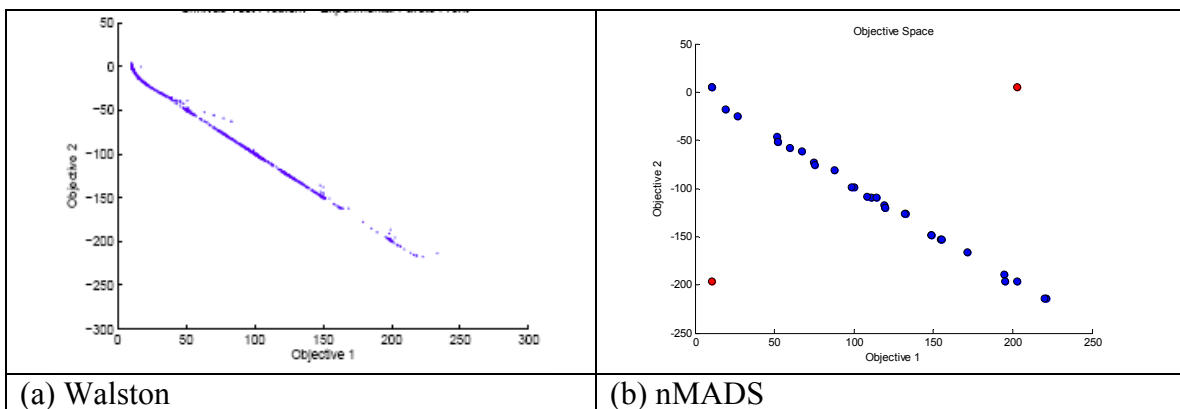 50
0
−50
−100
−150
−200
−250
−300
Objective 2
0 50 100 150 200 250 300
Objective 1
Objective Space
50
0
-50
-100
-150
-200
-250
Objective 2
0 50 100 150 200 250
Objective 1
(a) Walston
(b) nMADS